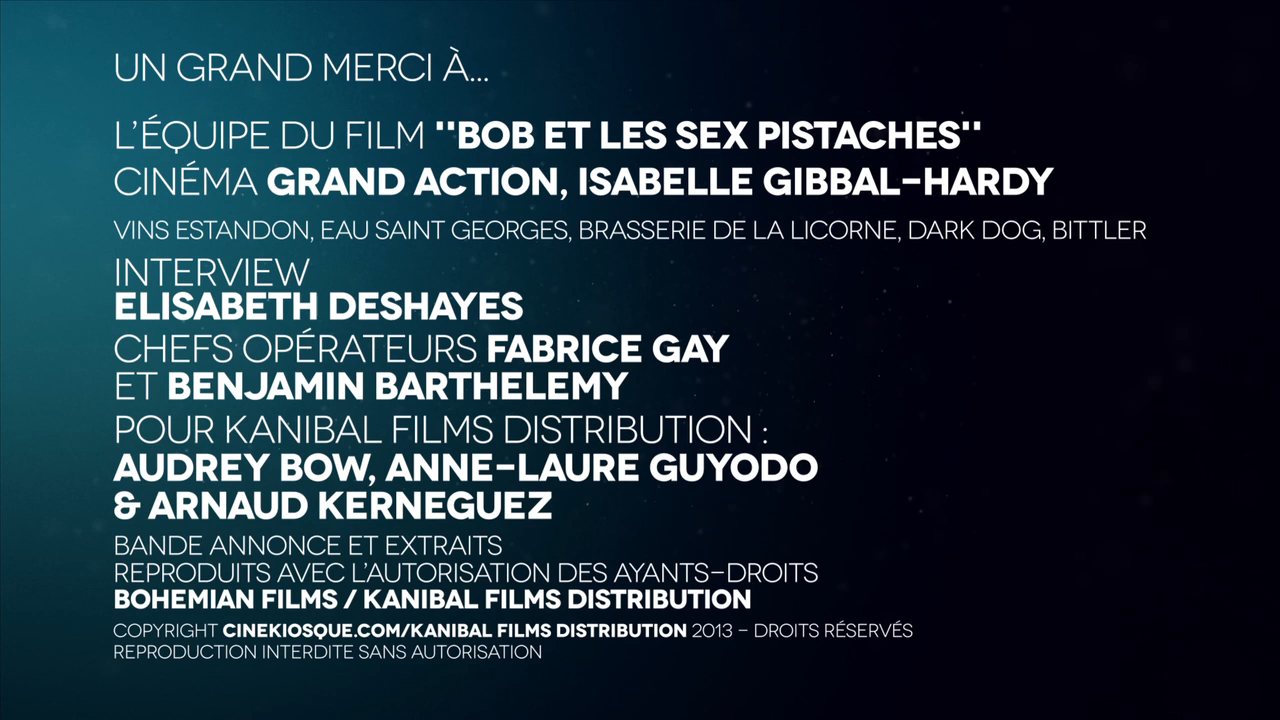 UN GRAND MERCI À...
L'ÉQUIPE DU FILM "BOB ET LES SEX PISTACHES"
CINÉMA GRAND ACTION, ISABELLE GIBBAL-HARDY
VINS ESTANDON, EAU SAINT GEORGES, BRASSERIE DE LA LICORNE, DARK DOG, BITTLER
INTERVIEW
ELISABETH DESHAYES
CHEFS OPÉRATEURS FABRICE GAY
ET BENJAMIN BARTHELEMY
POUR KANIBAL FILMS DISTRIBUTION :
AUDREY BOW, ANNE-LAURE GUYODO
& ARNAUD KERNEGUEZ
BANDE ANNONCE ET EXTRAITS
REPRODUITS AVEC L'AUTORISATION DES AYANTS-DROITS
BOHEMIAN FILMS / KANIBAL FILMS DISTRIBUTION
COPYRIGHT CINEKIOSQUE.COM/KANIBAL FILMS DISTRIBUTION 2013 - DROITS RÉSERVÉS
REPRODUCTION INTERDITE SANS AUTORISATION